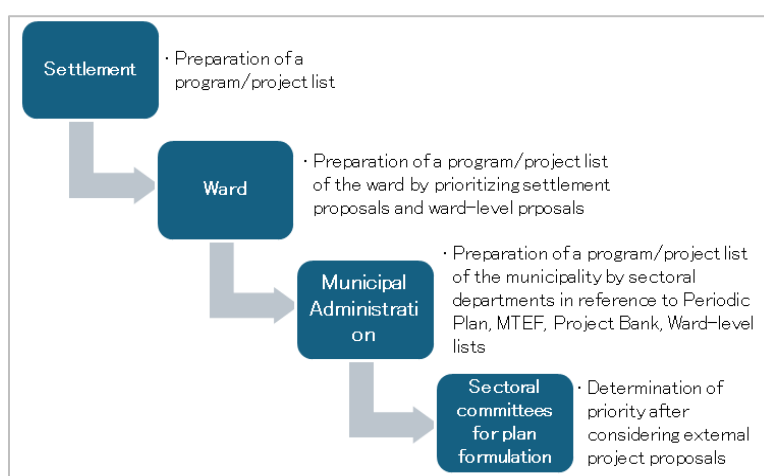 Settlement
・Preparation of a
program/project list
Ward
・Preparation of a program/project list
of the ward by prioritizing settlement
proposals and ward-level prposals
Municipal
Administrati
on
・Preparation of a program/project list
of the municipality by sectoral
departments in reference to Periodic
Plan, MTEF, Project Bank, Ward-level
lists
Sectoral
committees
for plan
formulation
・Determination of
priority after
considering external
project proposals